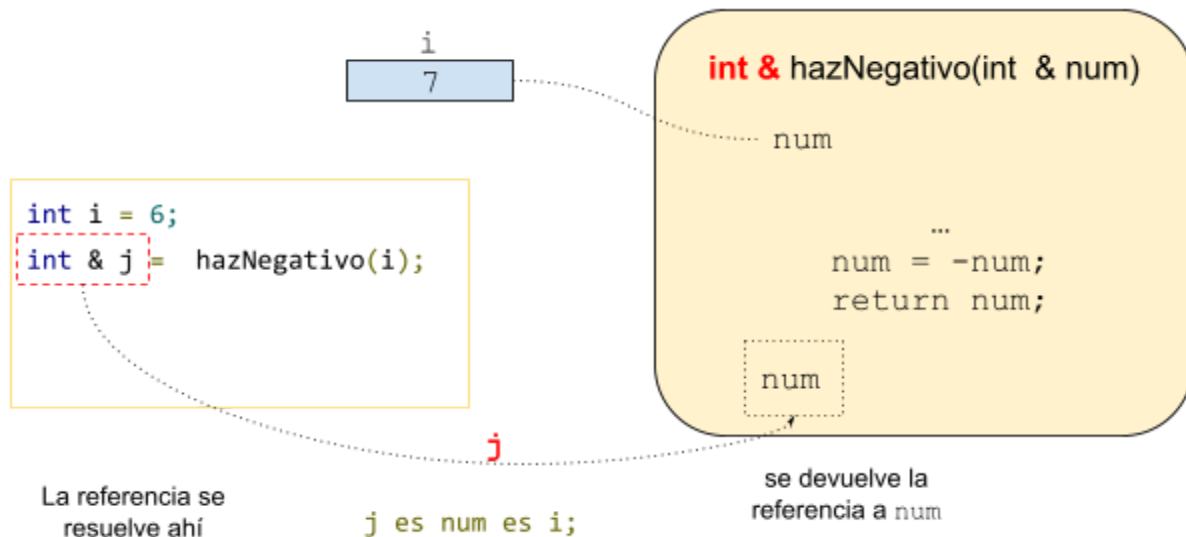 i
7
int & hazNegativo(int & num)
num
int i = 6;
int & j = hazNegativo(i);
…
num = -num;
return num;
num
j
La referencia se
resuelve ahí
j es num es i;
se devuelve la
referencia a num